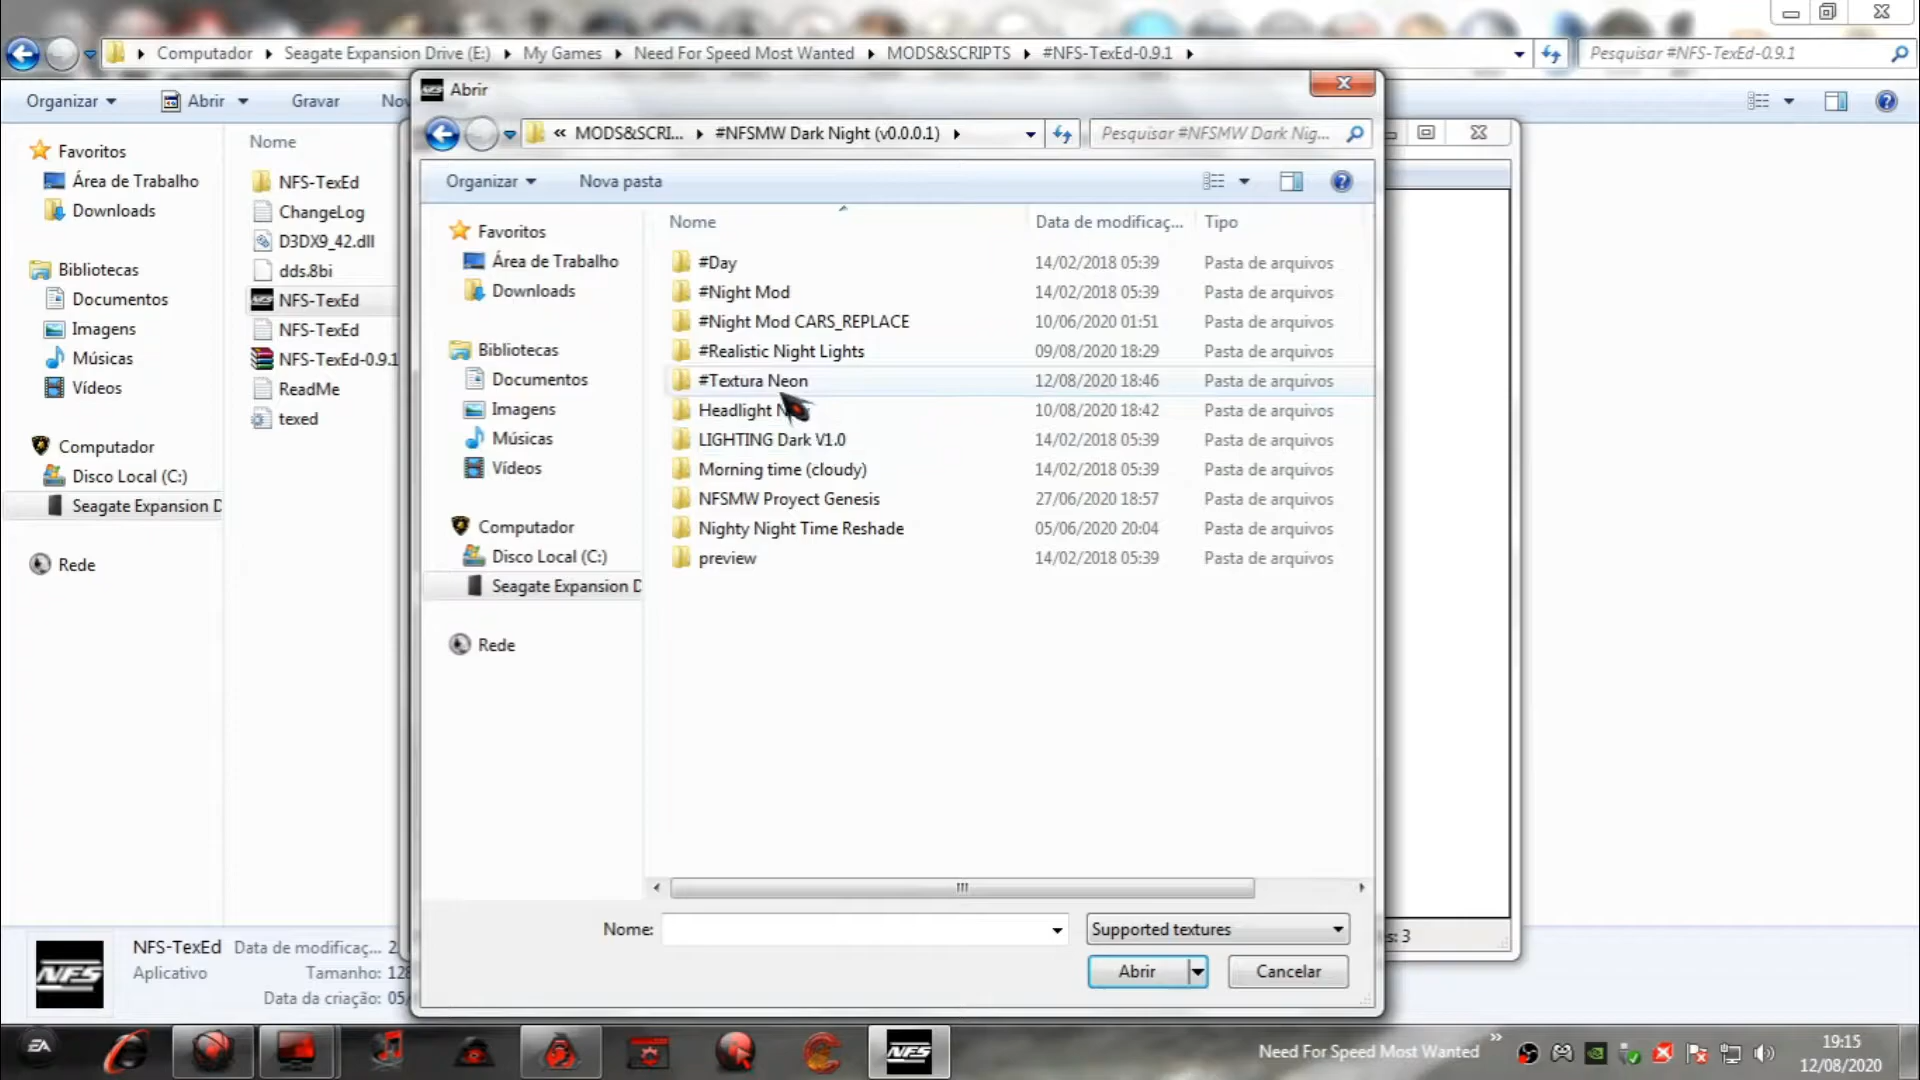 Computador
Seagate Expansion Drive (E:)
My Games
Need For Speed Most Wanted
MODS&SCRIPTS
#NFS-TexEd-0.9.1
Pesquisar #NFS-TexEd-0.9.1
Organizar
Abrir
Gravar
Nov
Favoritos
Área de Trabalho
Downloads
Bibliotecas
Documentos
Imagens
Músicas
Vídeos
Computador
Disco Local (C:)
Seagate Expansion D
Rede
Nome
NFS-TexEd
ChangeLog
D3DX9_42.dll
dds.8bi
NFS-TexEd
NFS-TexEd
NFS-TexEd-0.9.1
ReadMe
texed
Abrir
« MODS&SCRI...
#NFSMW Dark Night (v0.0.0.1)
Pesquisar #NFSMW Dark Nig...
Organizar
Nova pasta
Favoritos
Área de Trabalho
Downloads
Bibliotecas
Documentos
Imagens
Músicas
Vídeos
Computador
Disco Local (C:)
Seagate Expansion D
Rede
Nome Data de modificaç... Tipo
#Day 14/02/2018 05:39 Pasta de arquivos
#Night Mod 14/02/2018 05:39 Pasta de arquivos
#Night Mod CARS_REPLACE 10/06/2020 01:51 Pasta de arquivos
#Realistic Night Lights 09/08/2020 18:29 Pasta de arquivos
#Textura Neon 12/08/2020 18:46 Pasta de arquivos
Headlight 10/08/2020 18:42 Pasta de arquivos
LIGHTING Dark V1.0 14/02/2018 05:39 Pasta de arquivos
Morning time (cloudy) 14/02/2018 05:39 Pasta de arquivos
NFSMW Proyect Genesis 27/06/2020 18:57 Pasta de arquivos
Nighty Night Time Reshade 05/06/2020 20:04 Pasta de arquivos
preview 14/02/2018 05:39 Pasta de arquivos
Nome:
Supported textures
Abrir
Cancelar
s: 3
NFS
NFS-TexEd Data de modificaç... 2
Aplicativo Tamanho: 128
Data da criação: 05/
EA
NFS
Need For Speed Most Wanted
»
19:15
12/08/2020